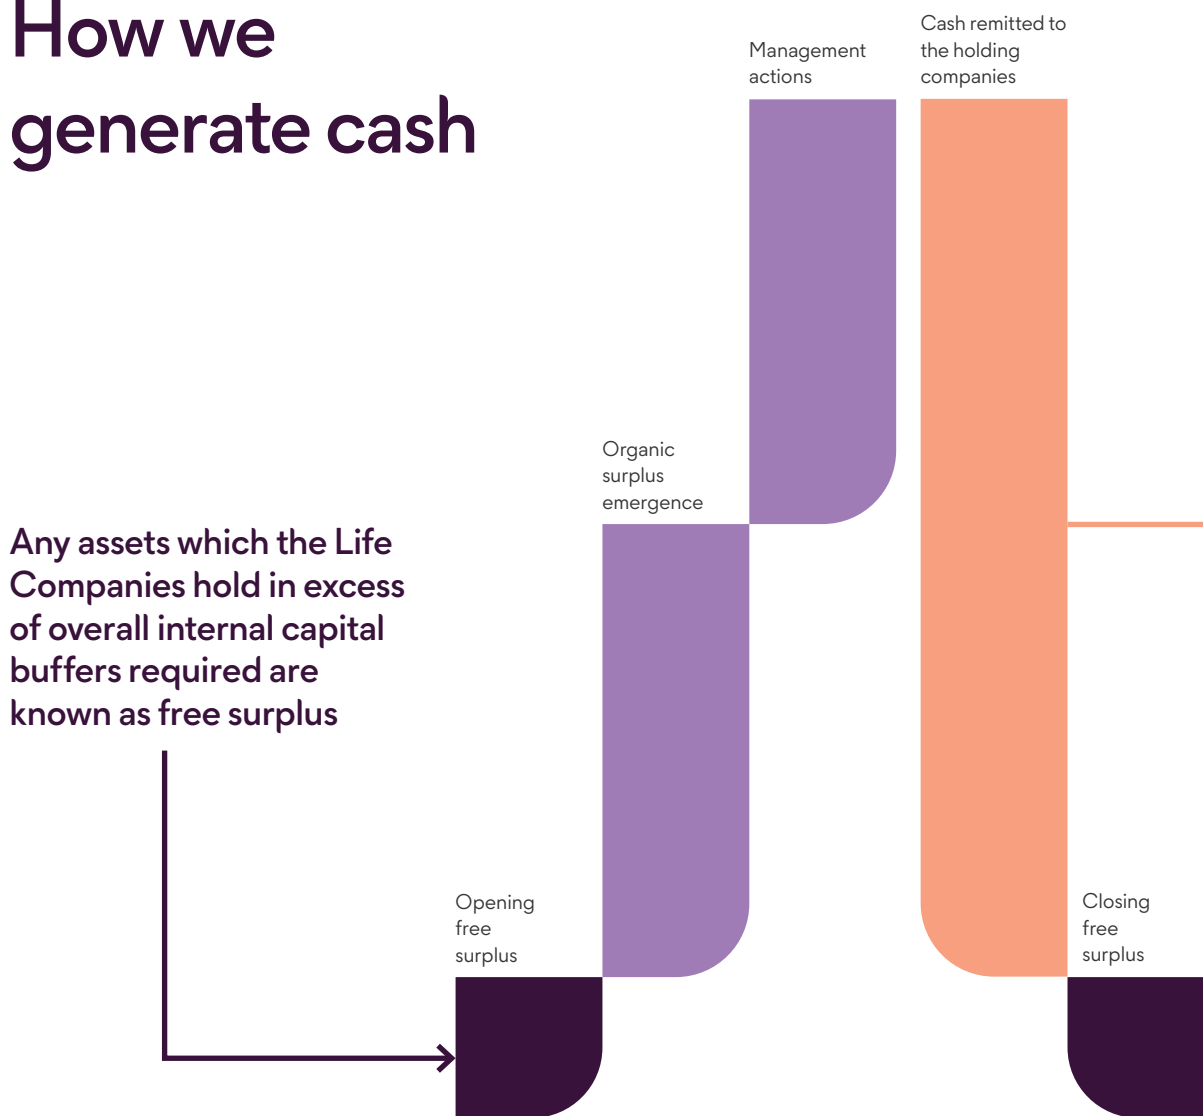 How we
generate cash
Any assets which the Life
Companies hold in excess
of overall internal capital
buffers required are
known as free surplus
Opening
free
surplus
Organic
surplus
emergence
Management
actions
Cash remitted to
the holding
companies
Closing
free
surplus